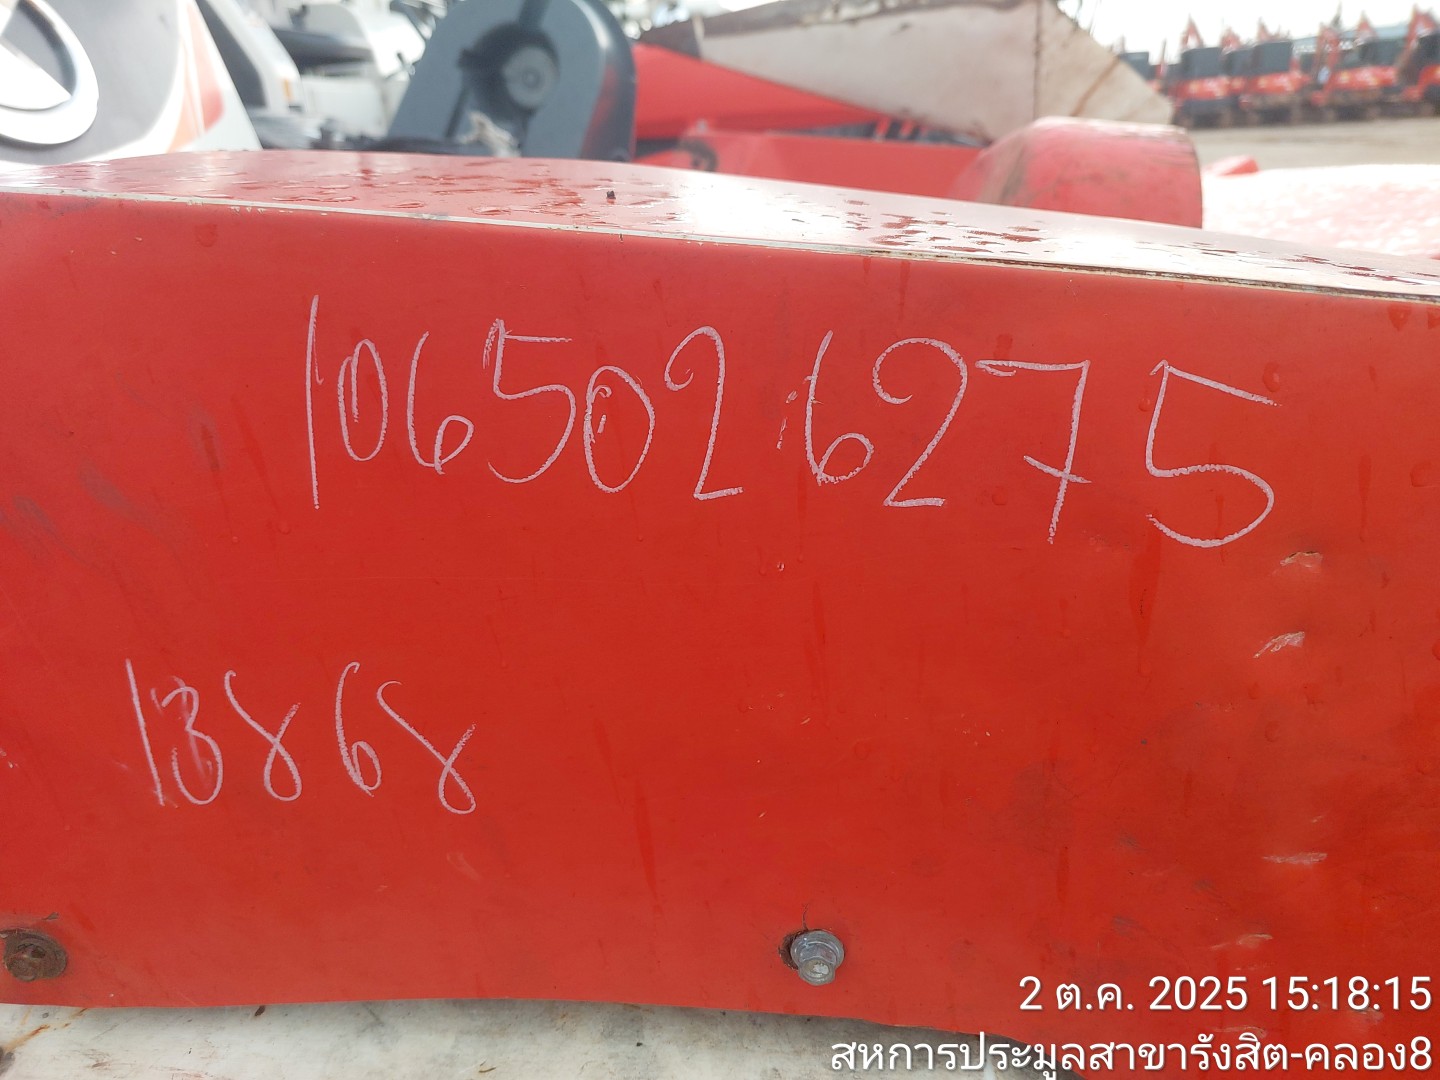 1065026275
13868
2 ต.ค. 2025 15:18:15
สหการประมูลสาขารังสิต-คลอง8